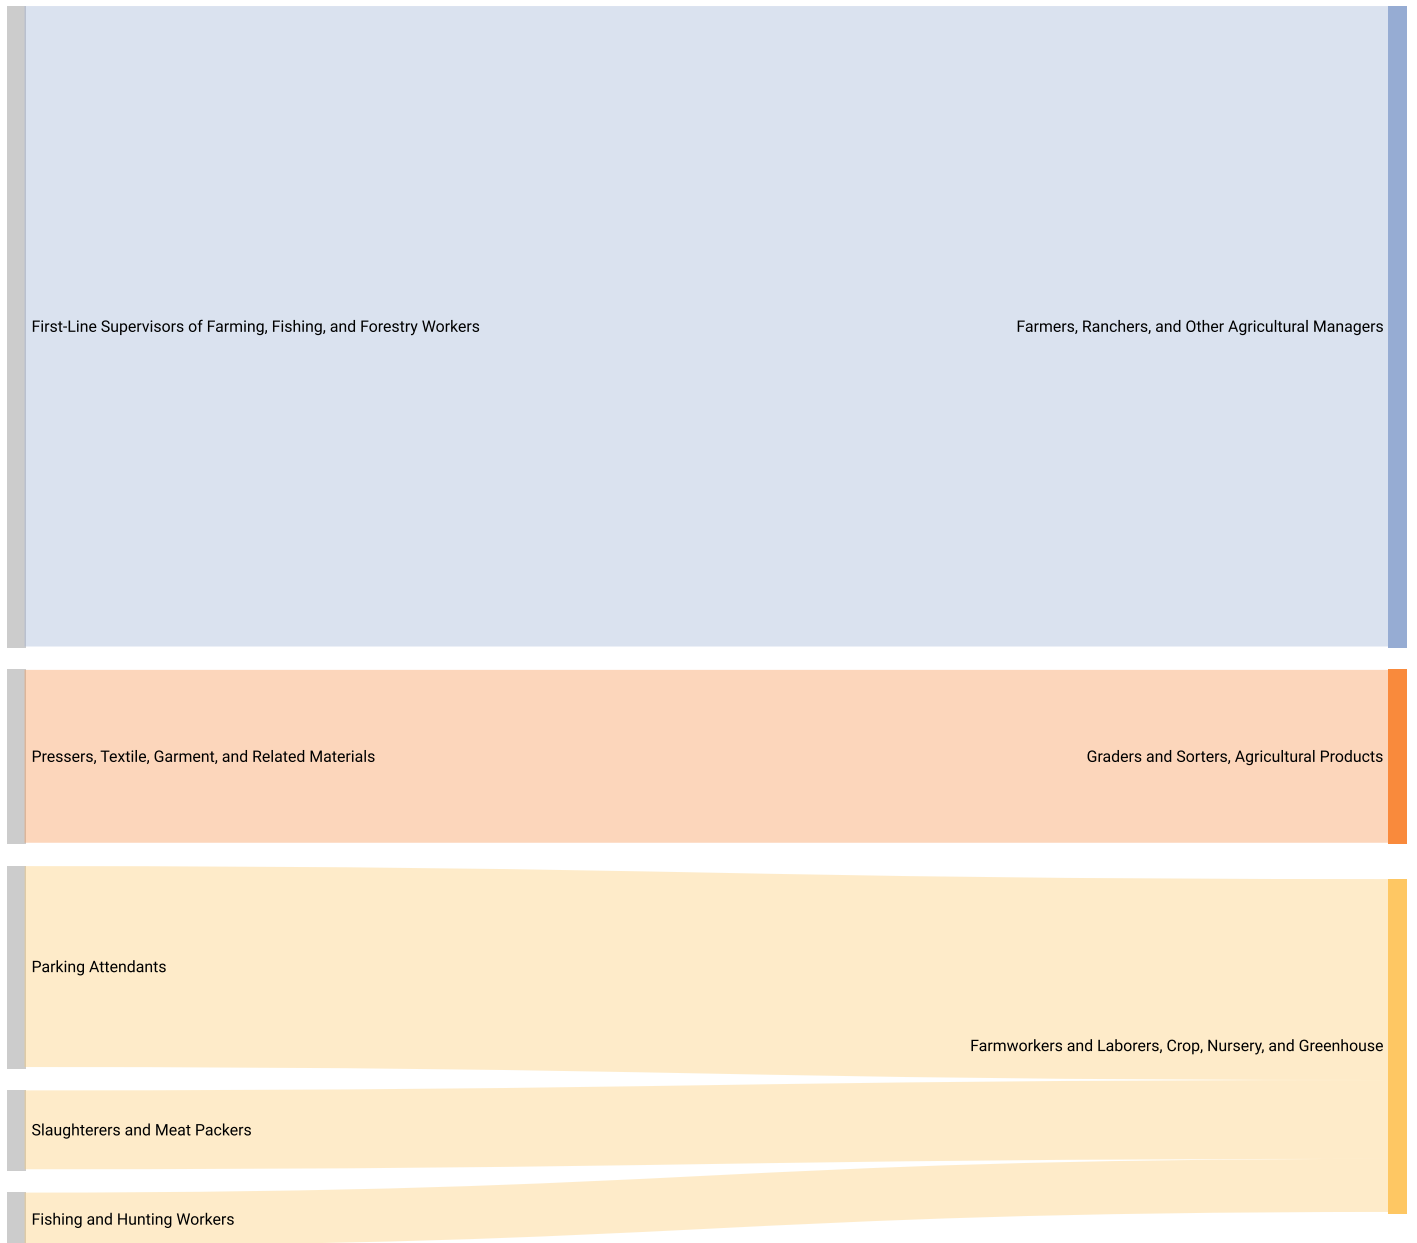 First-Line Supervisors of Farming, Fishing, and Forestry Workers
Farmers, Ranchers, and Other Agricultural Managers
Pressers, Textile, Garment, and Related Materials
Graders and Sorters, Agricultural Products
Parking Attendants
Farmworkers and Laborers, Crop, Nursery, and Greenhouse
Slaughterers and Meat Packers
Fishing and Hunting Workers